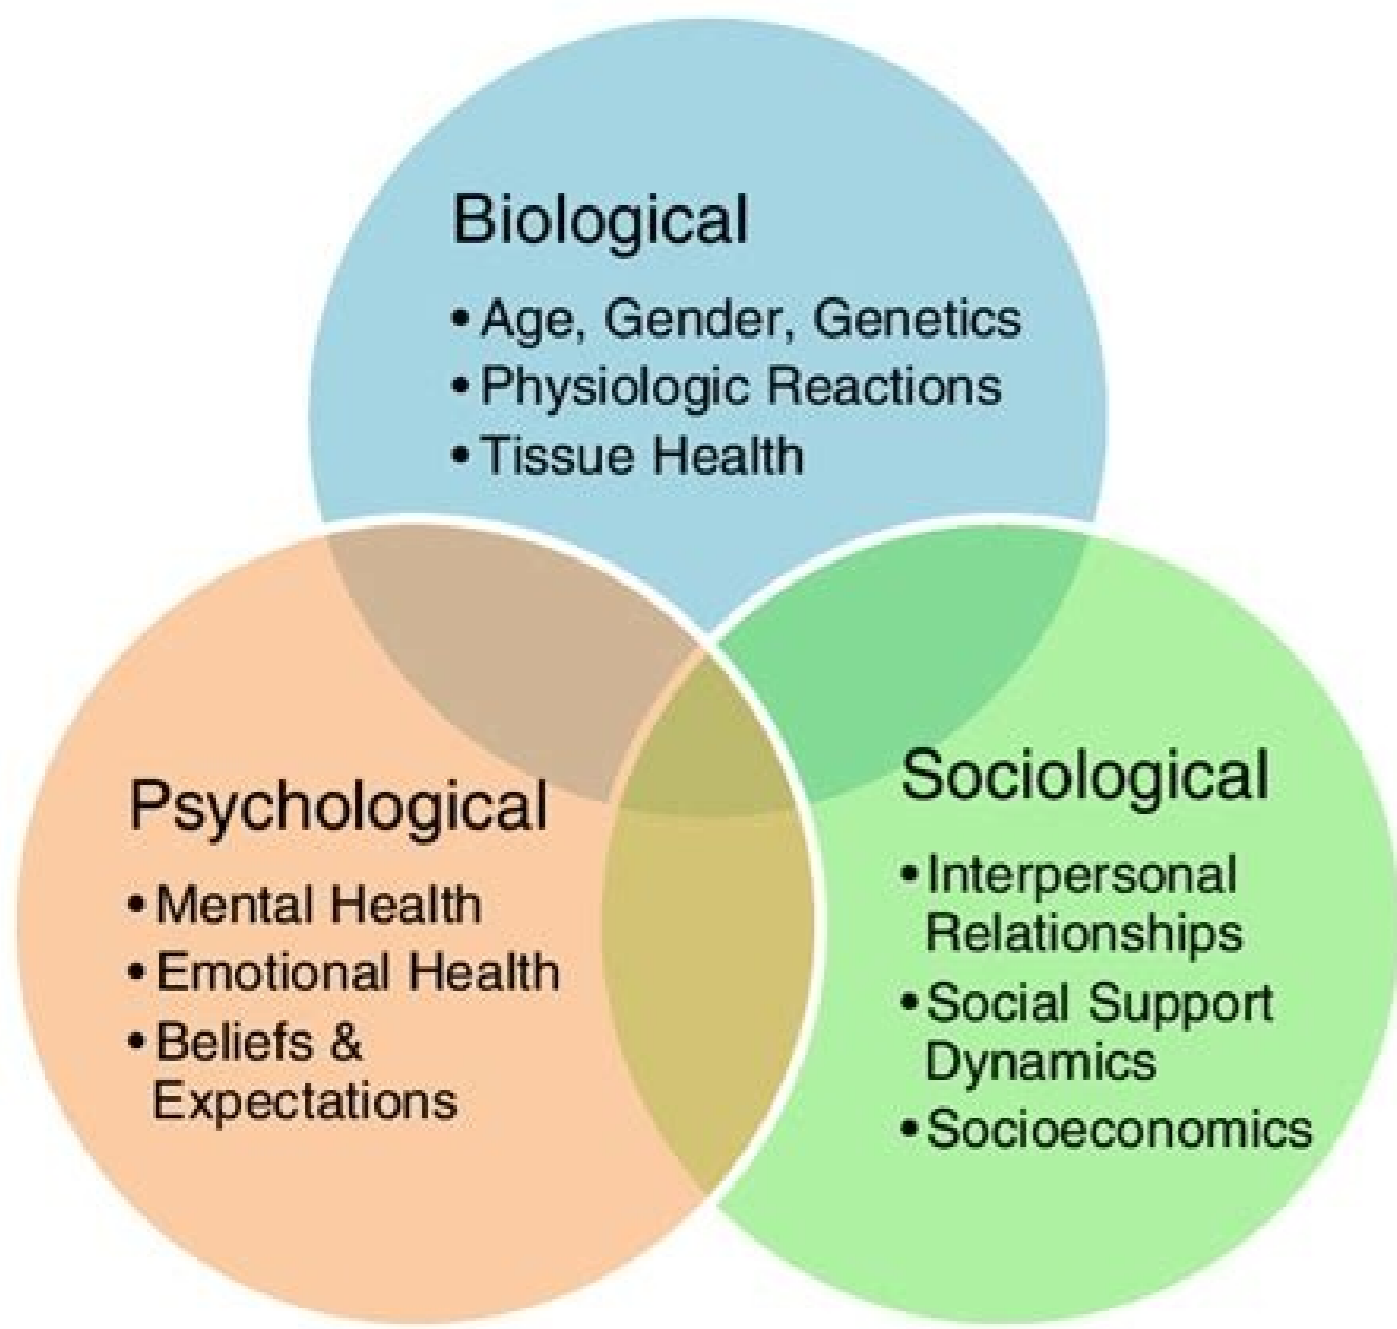 Biological
• Age, Gender, Genetics
• Physiologic Reactions
• Tissue Health
Psychological
• Mental Health
• Emotional Health
• Beliefs &
Expectations
Sociological
• Interpersonal
Relationships
• Social Support
Dynamics
• Socioeconomics